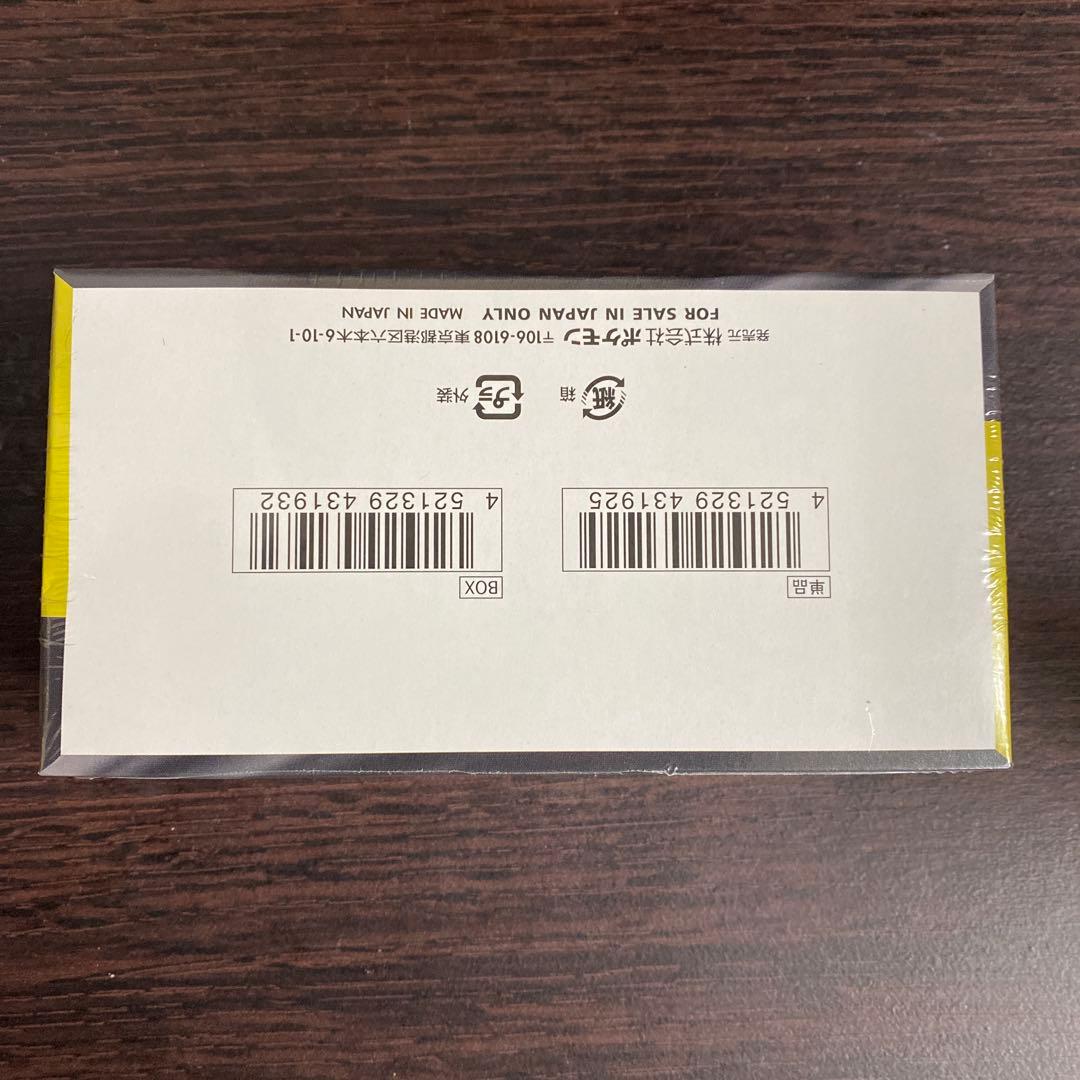 単品
BOX
4 521329 431925
4 521329 431932
紙 箱
プラ 外装
発売元 株式会社 ポケモン 〒106-6108 東京都港区六本木6-10-1
FOR SALE IN JAPAN ONLY MADE IN JAPAN